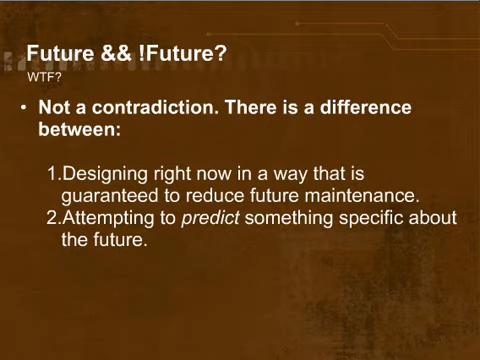 Future && !Future?
WTF?
• Not a contradiction. There is a difference
between:
1.Designing right now in a way that is
guaranteed to reduce future maintenance.
2.Attempting to predict something specific about
the future.